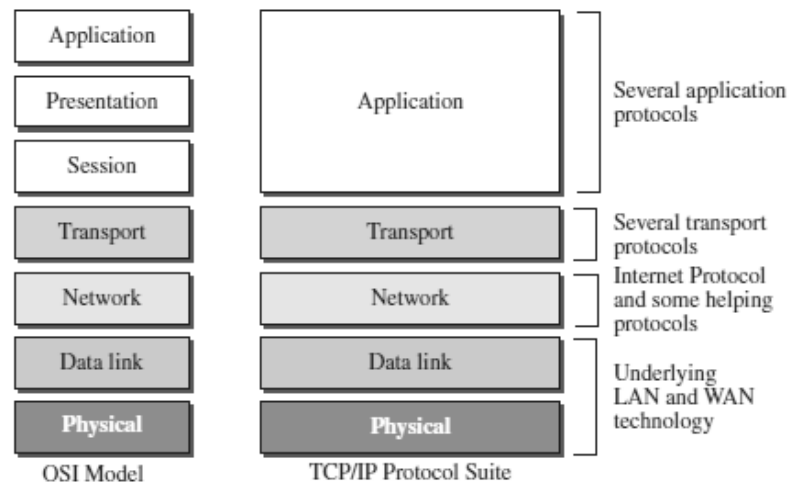 Application
Presentation
Session
Transport
Network
Data link
Physical
OSI Model
Application
Transport
Network
Data link
Physical
TCP/IP Protocol Suite
Several application
protocols
Several transport
protocols
Internet Protocol
and some helping
protocols
Underlying
LAN and WAN
technology